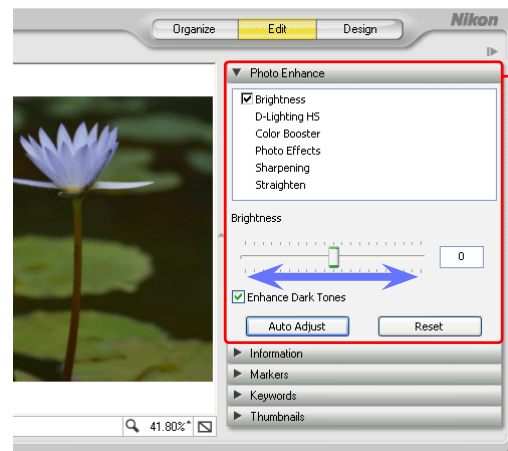 Nikon
Organize Edit Design
Photo Enhance
Brightness
D-Lighting HS
Color Booster
Photo Effects
Sharpening
Straighten
Brightness
0
Enhance Dark Tones
Auto Adjust Reset
Information
Markers
Keywords
Thumbnails
41.80%*